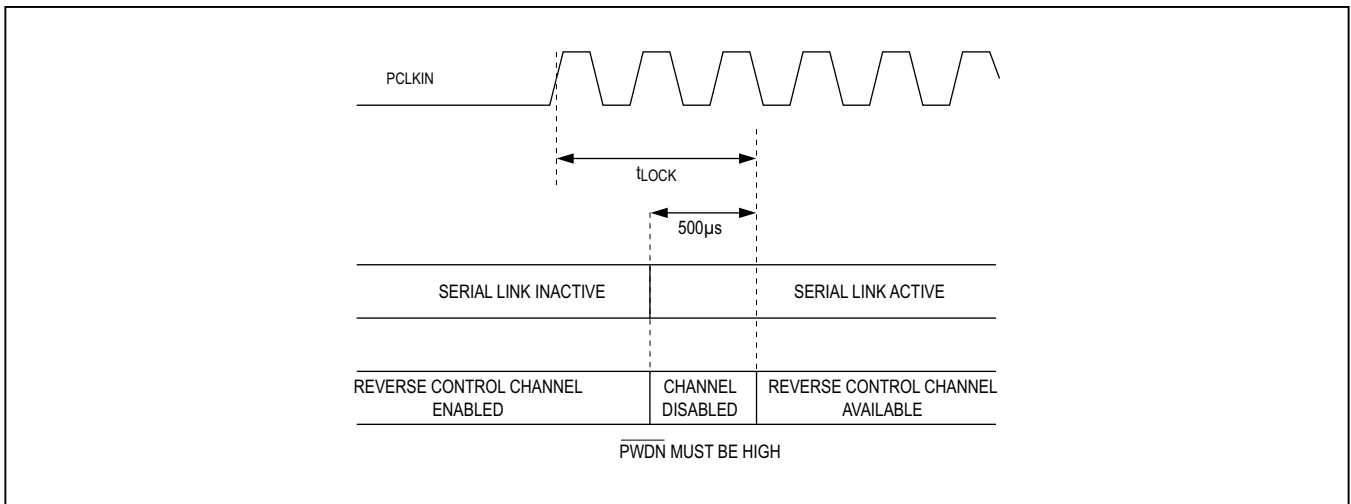 PCLKIN
tLOCK
500µs
SERIAL LINK INACTIVE
SERIAL LINK ACTIVE
REVERSE CONTROL CHANNEL
ENABLED
CHANNEL
DISABLED
REVERSE CONTROL CHANNEL
AVAILABLE
PWDN MUST BE HIGH